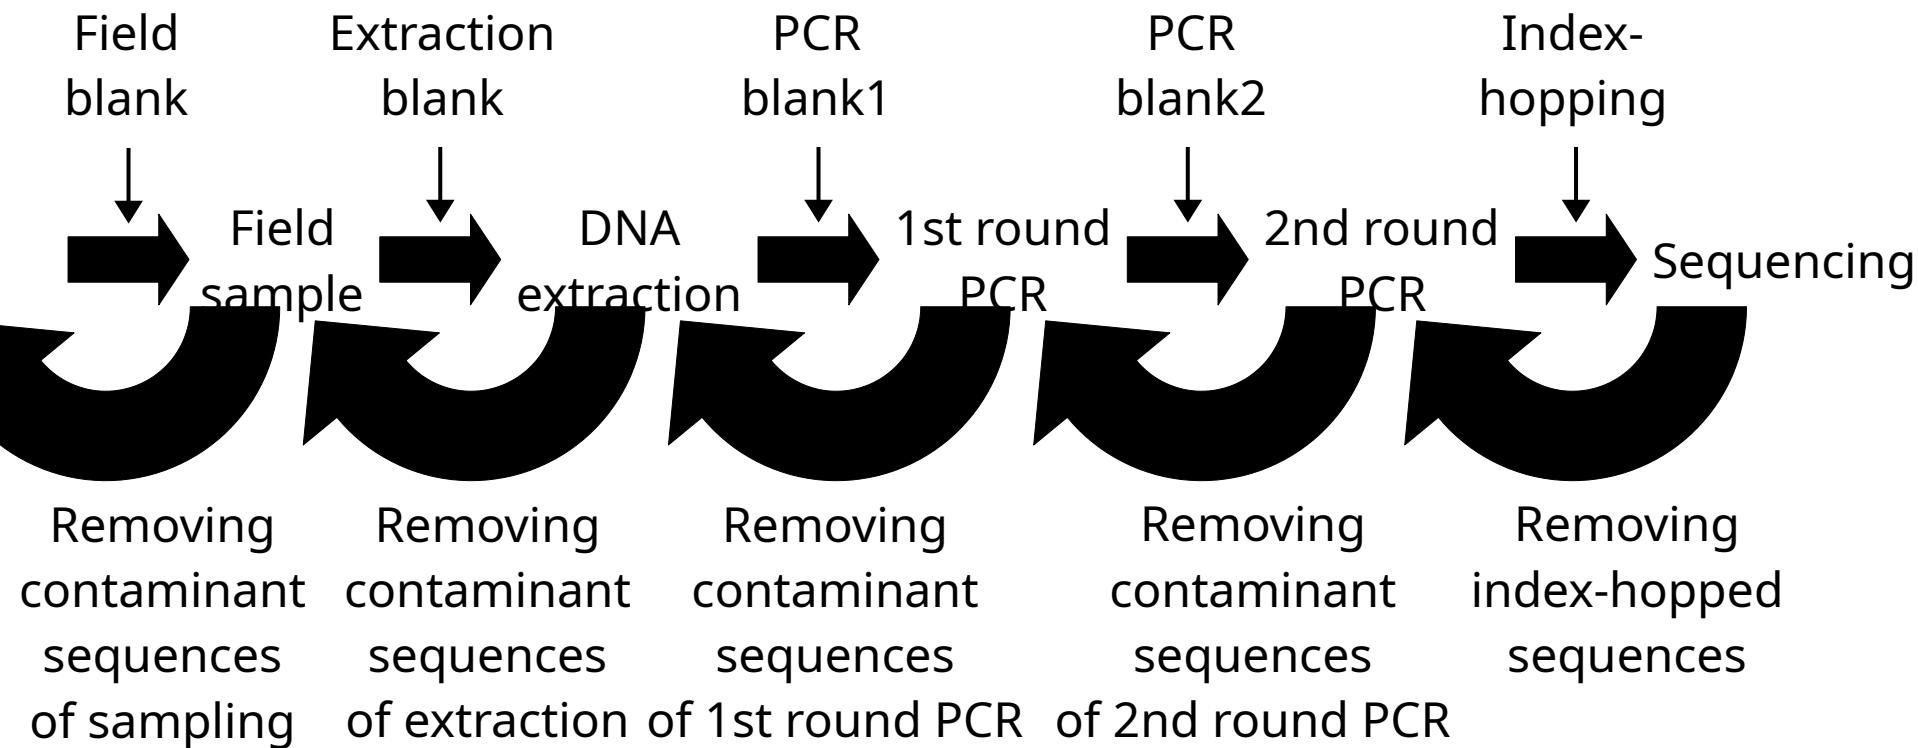 Field
blank
Extraction
blank
PCR
blank1
PCR
blank2
Index-
hopping
Field
sample
DNA
extraction
1st round
PCR
2nd round
PCR
Sequencing
Removing
contaminant
sequences
of sampling
Removing
contaminant
sequences
of extraction
Removing
contaminant
sequences
of 1st round PCR
Removing
contaminant
sequences
of 2nd round PCR
Removing
index-hopped
sequences